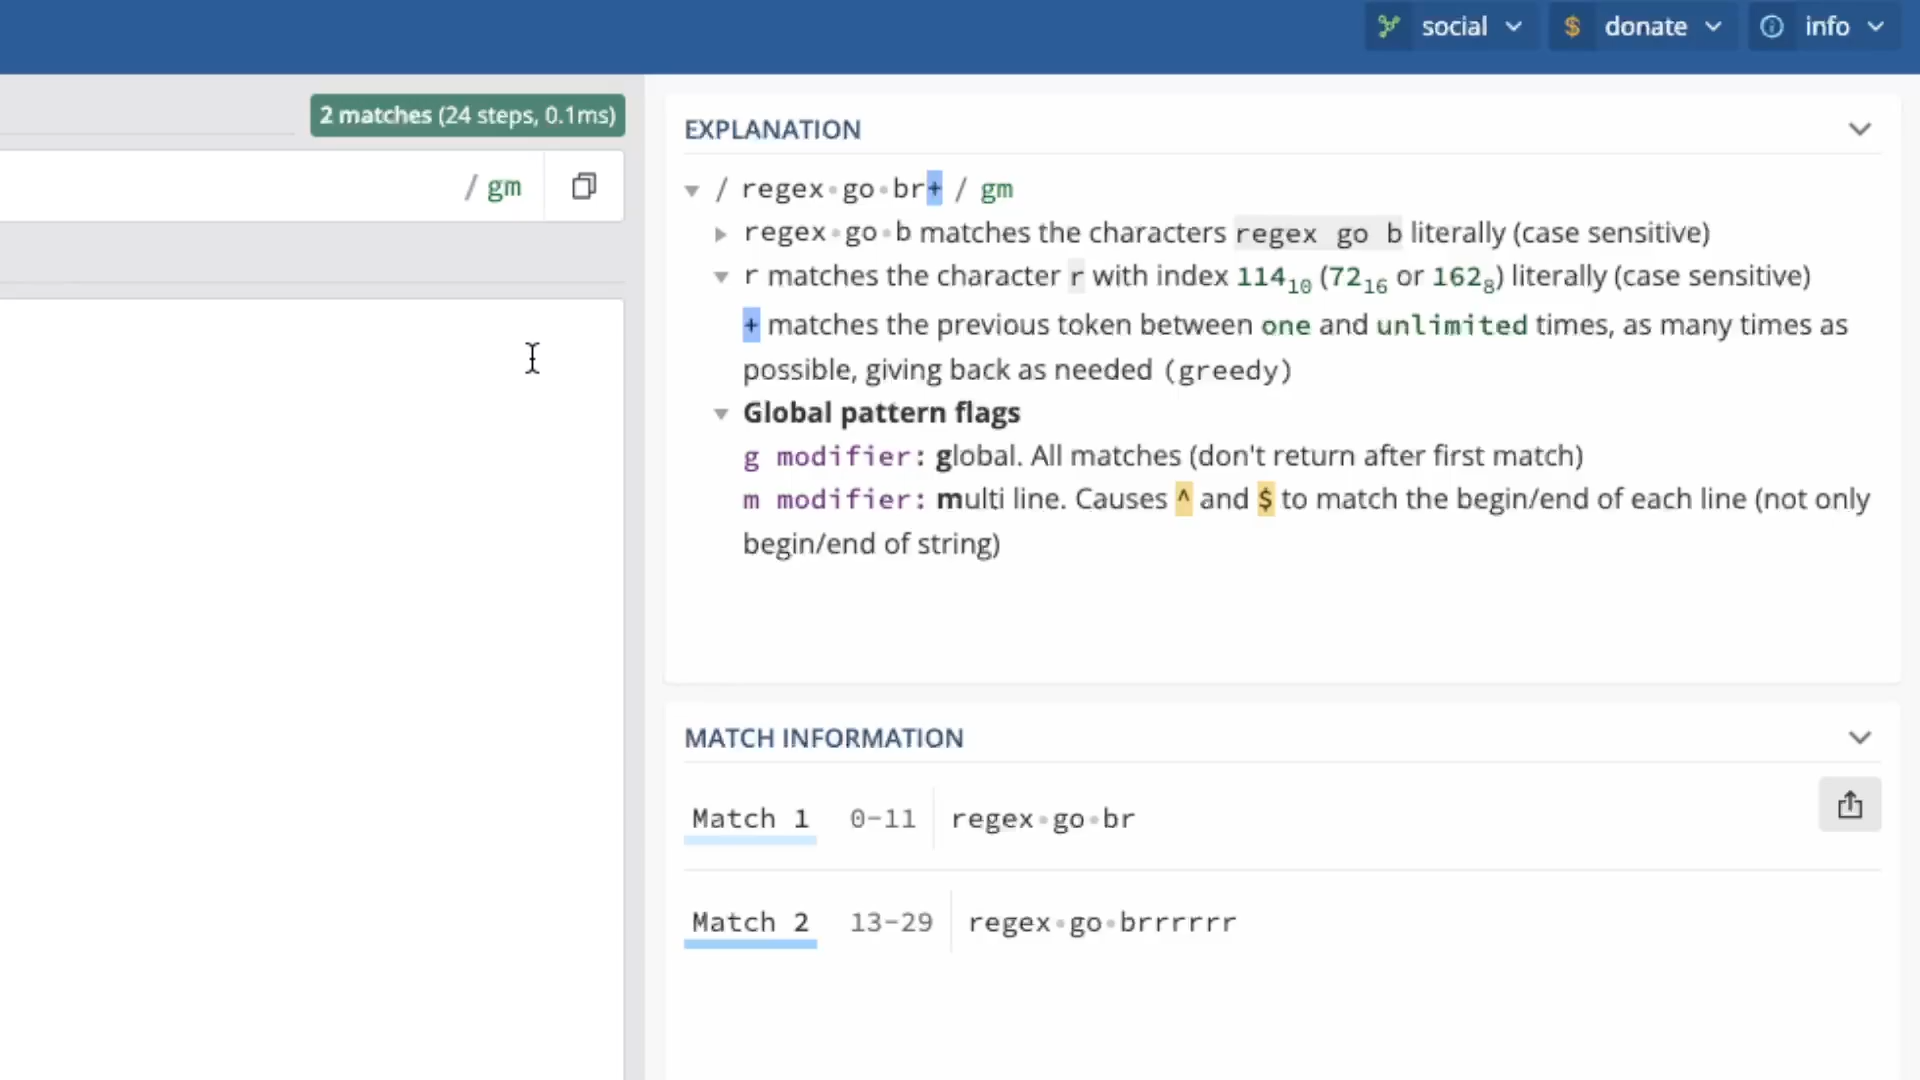 social donate info
2 matches (24 steps, 0.1ms)
/ gm
EXPLANATION
/ regex·go·br+ / gm
regex·go·b matches the characters regex go b literally (case sensitive)
r matches the character r with index 114₁₀ (72₁₆ or 162₈) literally (case sensitive)
+ matches the previous token between one and unlimited times, as many times as
possible, giving back as needed (greedy)
Global pattern flags
g modifier: global. All matches (don't return after first match)
m modifier: multi line. Causes ^ and $ to match the begin/end of each line (not only
begin/end of string)
MATCH INFORMATION
Match 1 0-11 regex·go·br
Match 2 13-29 regex·go·brrrrrr